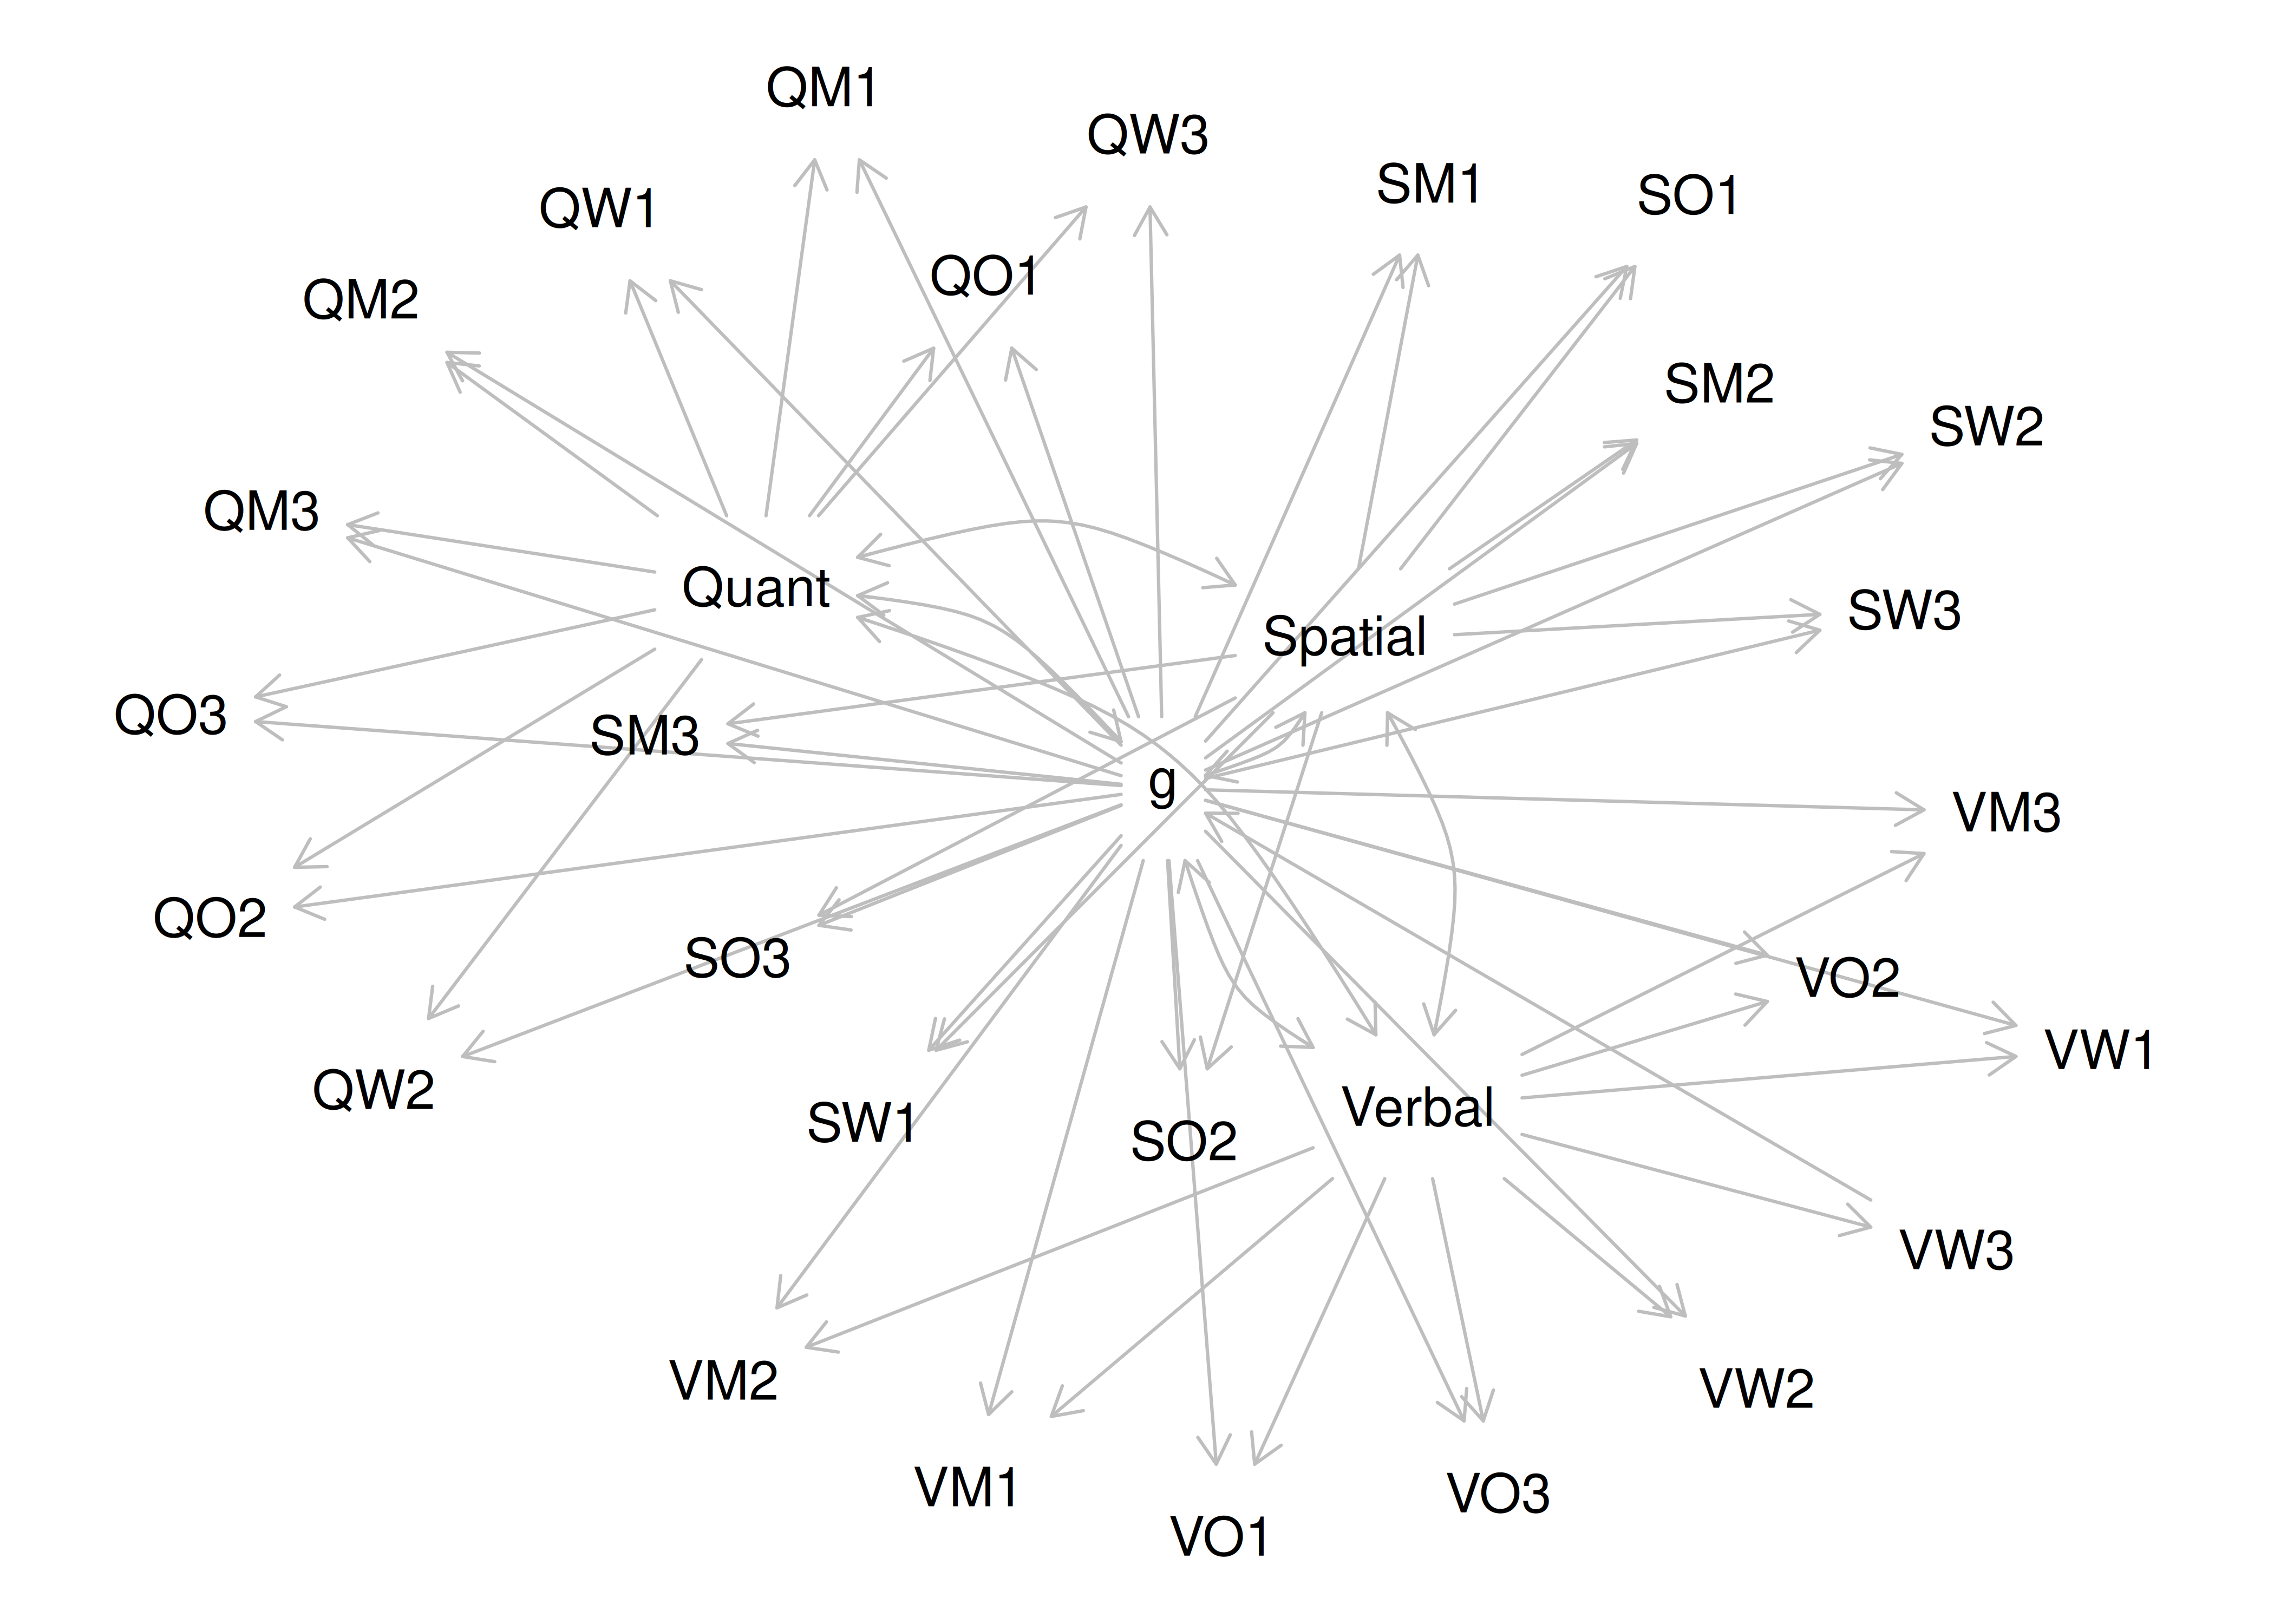 QM1
QW3
SM1
SO1
QW1
QO1
QM2
SM2
SW2
QM3
Quant
SW3
Spatial
QO3
SM3
g
VM3
QO2
SO3
VO2
VW1
QW2
SW1
Verbal
SO2
VW3
VM2
VW2
VM1
VO3
VO1